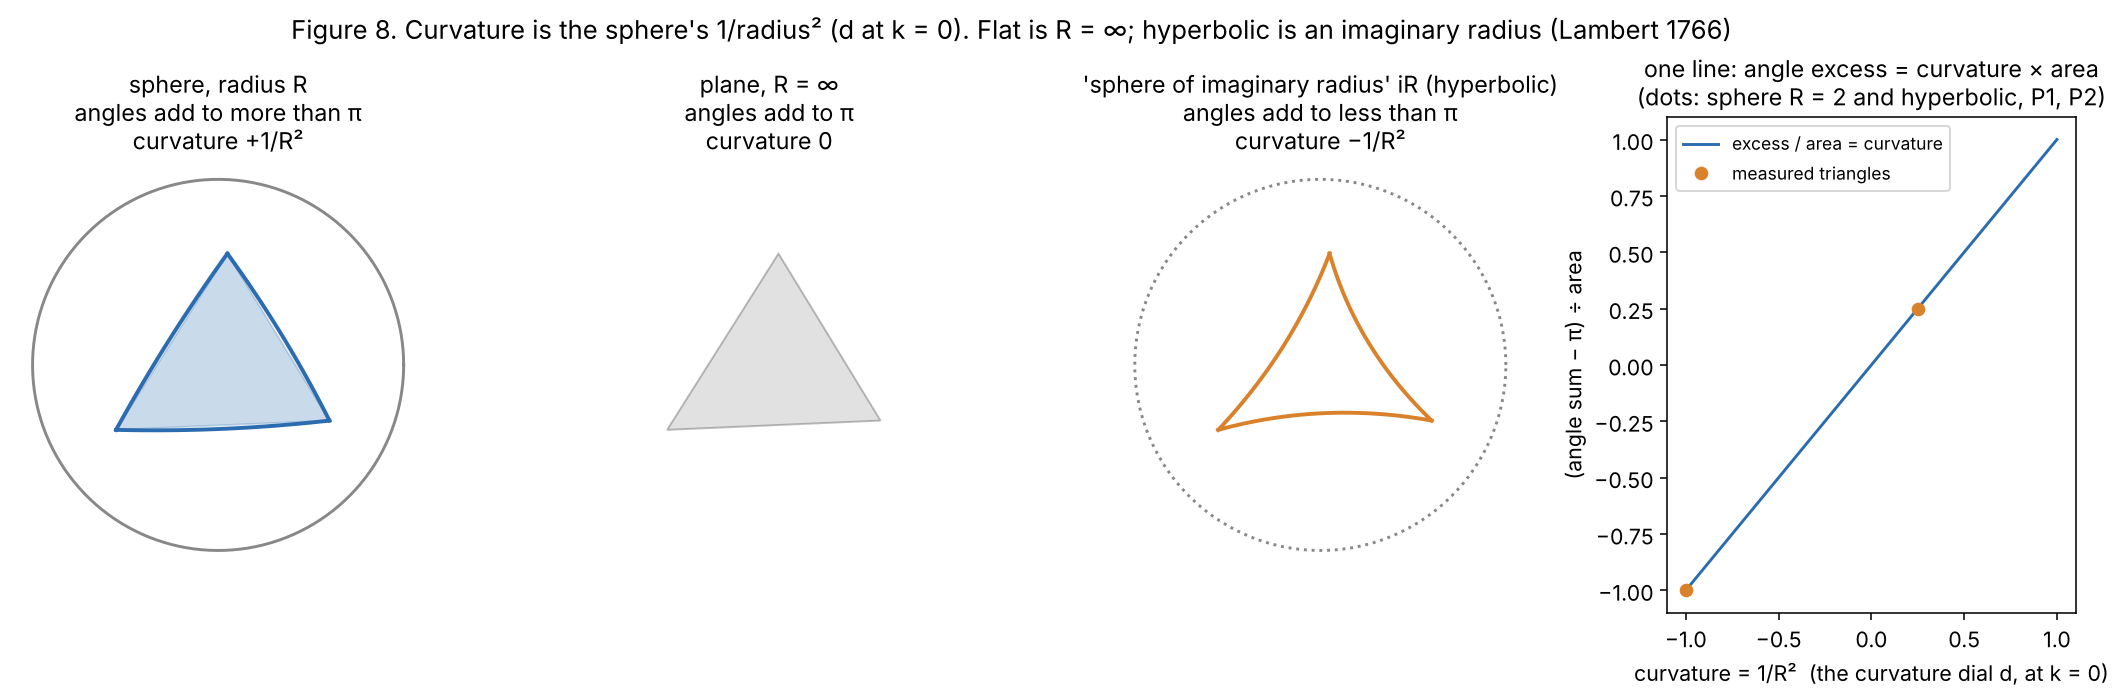 Figure 8. Curvature is the sphere's 1/radius² (d at k = 0). Flat is R = ∞; hyperbolic is an imaginary radius (Lambert 1766)
sphere, radius R
angles add to more than π
curvature +1/R²
plane, R = ∞
angles add to π
curvature 0
'sphere of imaginary radius' iR (hyperbolic)
angles add to less than π
curvature −1/R²
one line: angle excess = curvature × area
(dots: sphere R = 2 and hyperbolic, P1, P2)
excess / area = curvature
measured triangles
(angle sum − π) ÷ area
1.00
0.75
0.50
0.25
0.00
−0.25
−0.50
−0.75
−1.00
−1.0
−0.5
0.0
0.5
1.0
curvature = 1/R² (the curvature dial d, at k = 0)